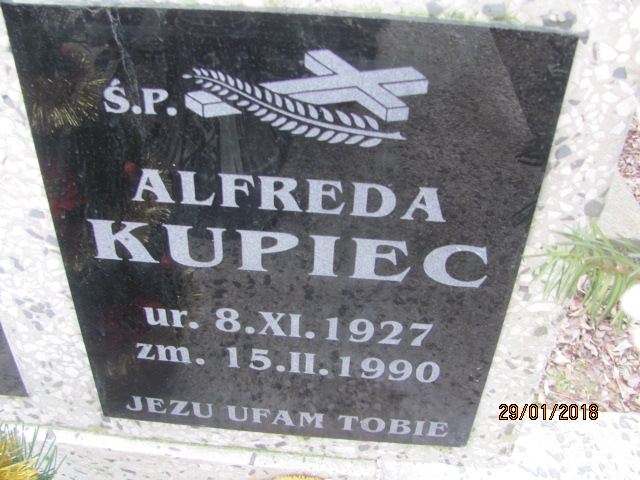 Ś.P.
ALFREDA
KUPIEC
ur. 8.XI.1927
zm. 15.II.1990
JEZU UFAM TOBIE
29/01/2018